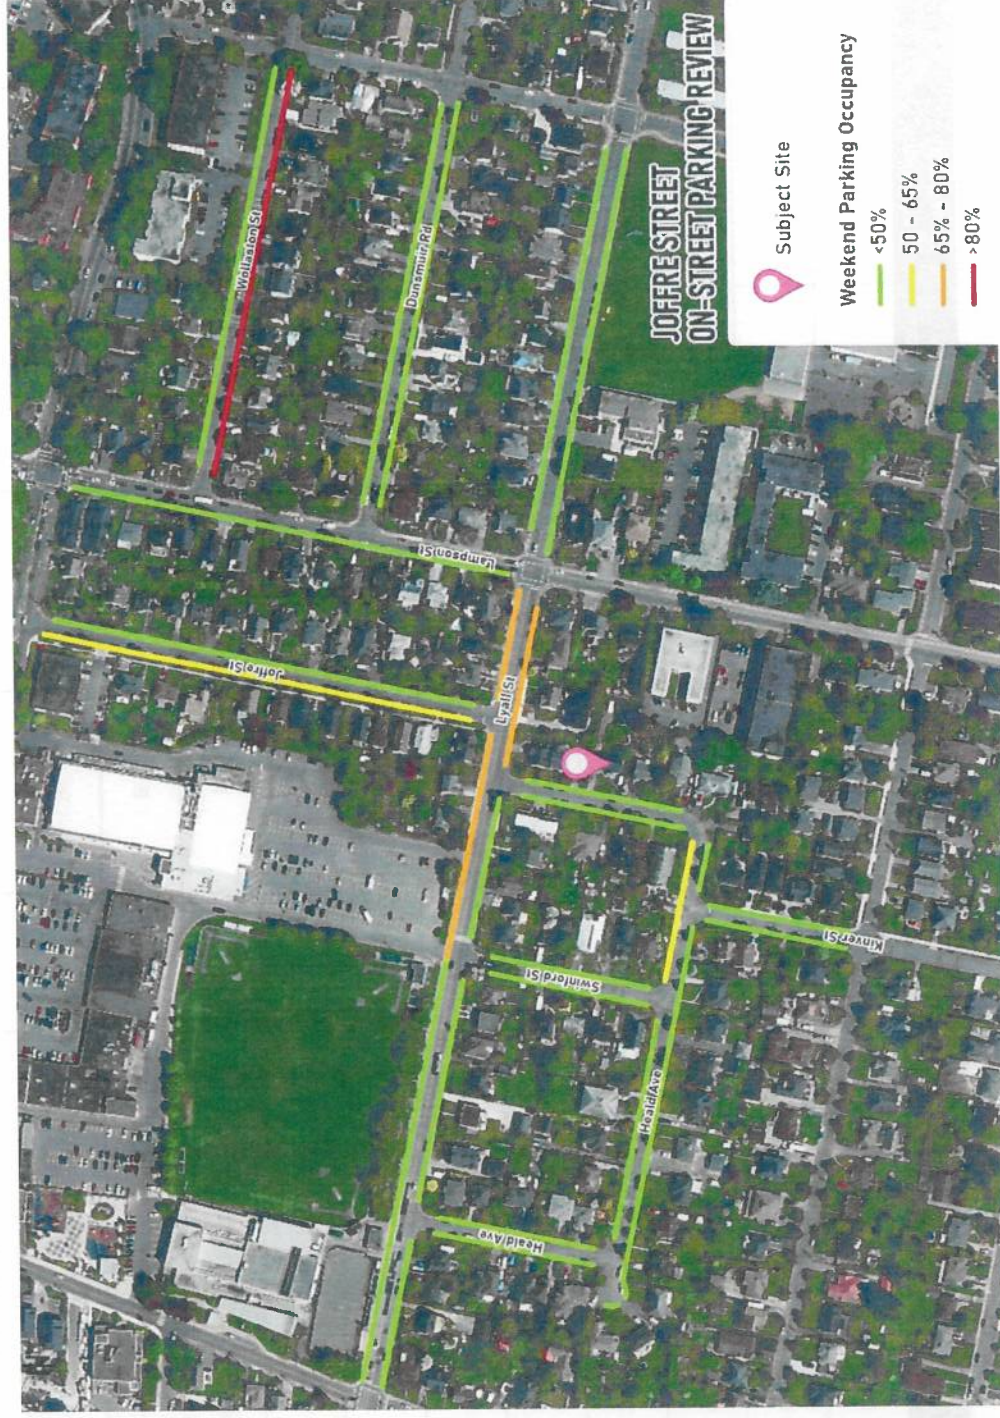 JOFFRE STREET
ON-STREET PARKING REVIEW
Subject Site
Weekend Parking Occupancy
<50%
50 - 65%
65% - 80%
>80%
Wollaston St
Dunsmuir Rd
Lampson St
Joffre St
Lyall St
Swinford St
Heald Ave
Heald Ave
Kinver St